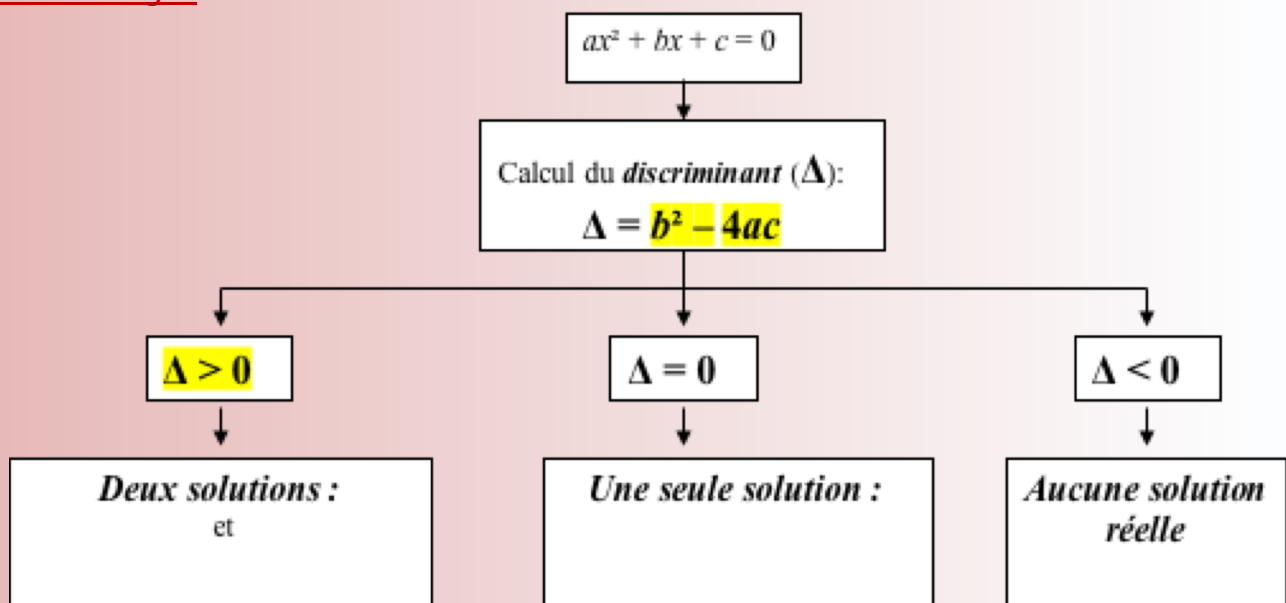 ax² + bx + c = 0
Calcul du discriminant (Δ):
Δ = b² – 4ac
Δ > 0
Δ = 0
Δ < 0
Deux solutions :
et
Une seule solution :
Aucune solution
réelle